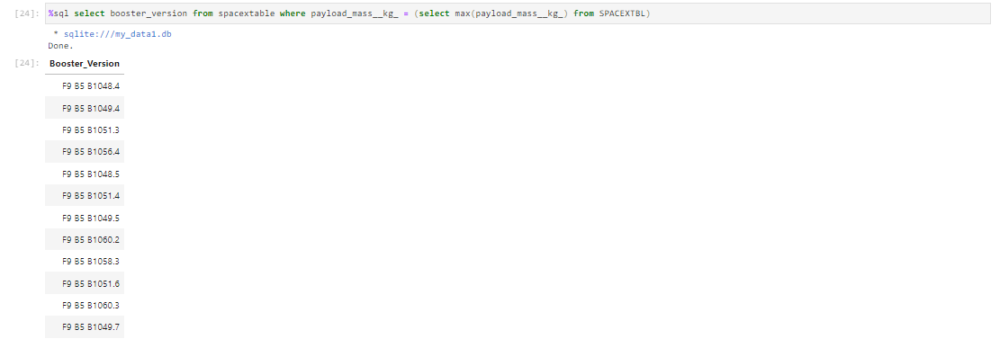 [24]: %sql select booster_version from spacextable where payload_mass__kg_ = (select max(payload_mass__kg_) from SPACEXTBL)
* sqlite:///my_data1.db
Done.
[24]: Booster_Version
F9 B5 B1048.4
F9 B5 B1049.4
F9 B5 B1051.3
F9 B5 B1056.4
F9 B5 B1048.5
F9 B5 B1051.4
F9 B5 B1049.5
F9 B5 B1060.2
F9 B5 B1058.3
F9 B5 B1051.6
F9 B5 B1060.3
F9 B5 B1049.7